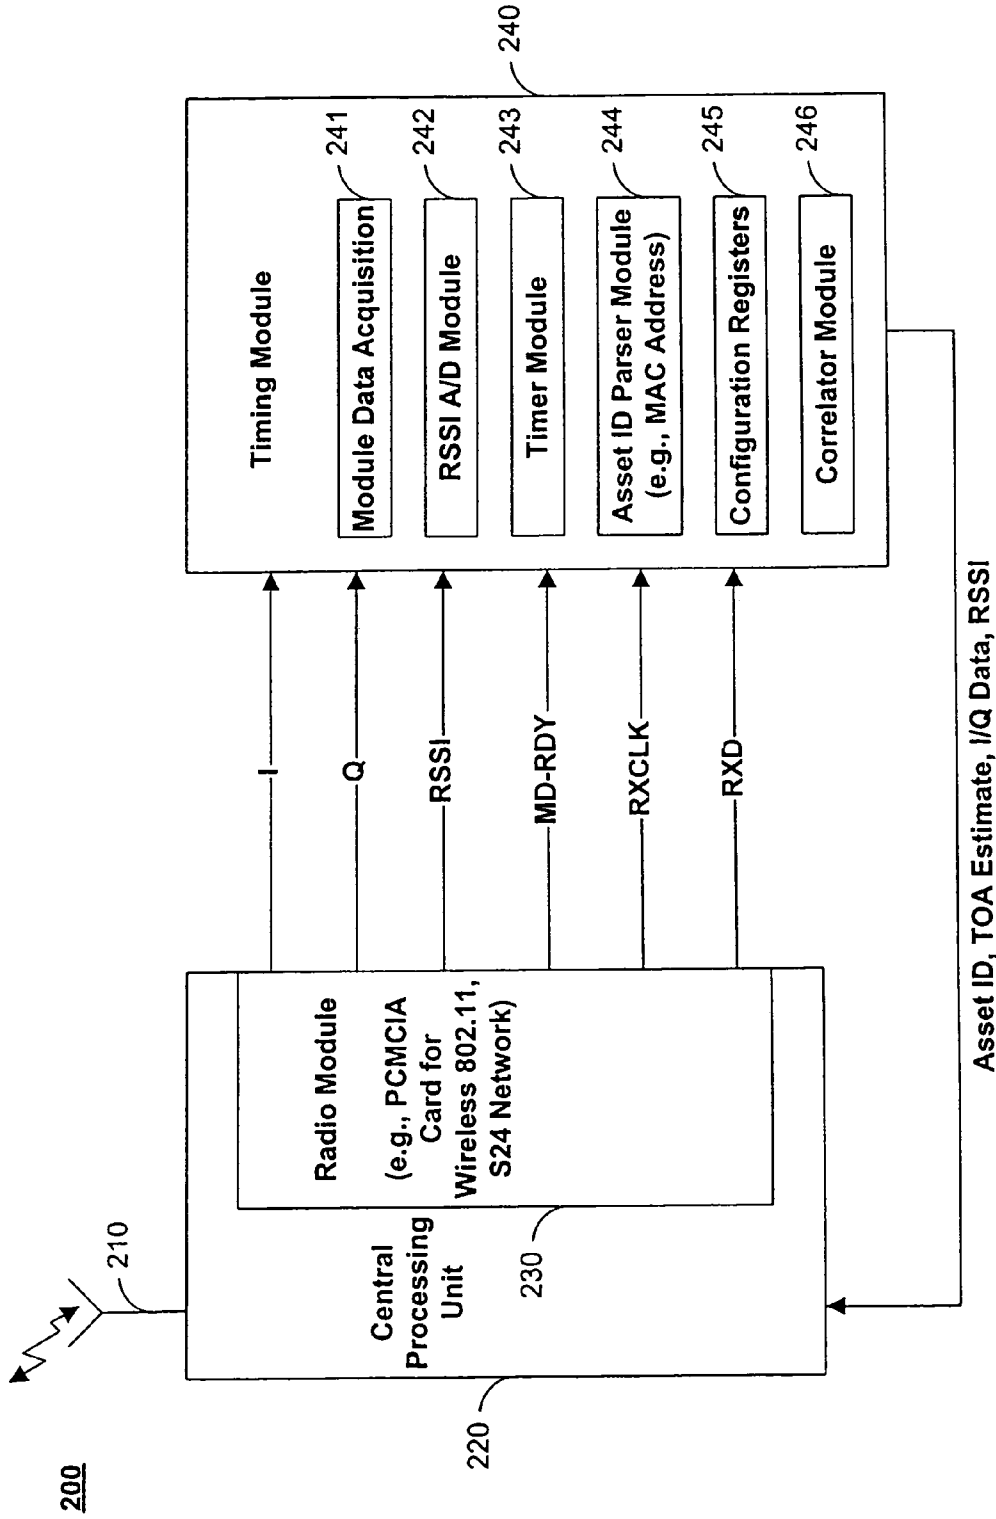 200
210
220
Central
Processing
Unit
230
Radio Module
(e.g., PCMCIA
Card for
Wireless 802.11,
S24 Network)
I
Q
RSSI
MD-RDY
RXCLK
RXD
240
Timing Module
Module Data Acquisition
241
RSSI A/D Module
242
Timer Module
243
Asset ID Parser Module
(e.g., MAC Address)
244
Configuration Registers
245
Correlator Module
246
Asset ID, TOA Estimate, I/Q Data, RSSI